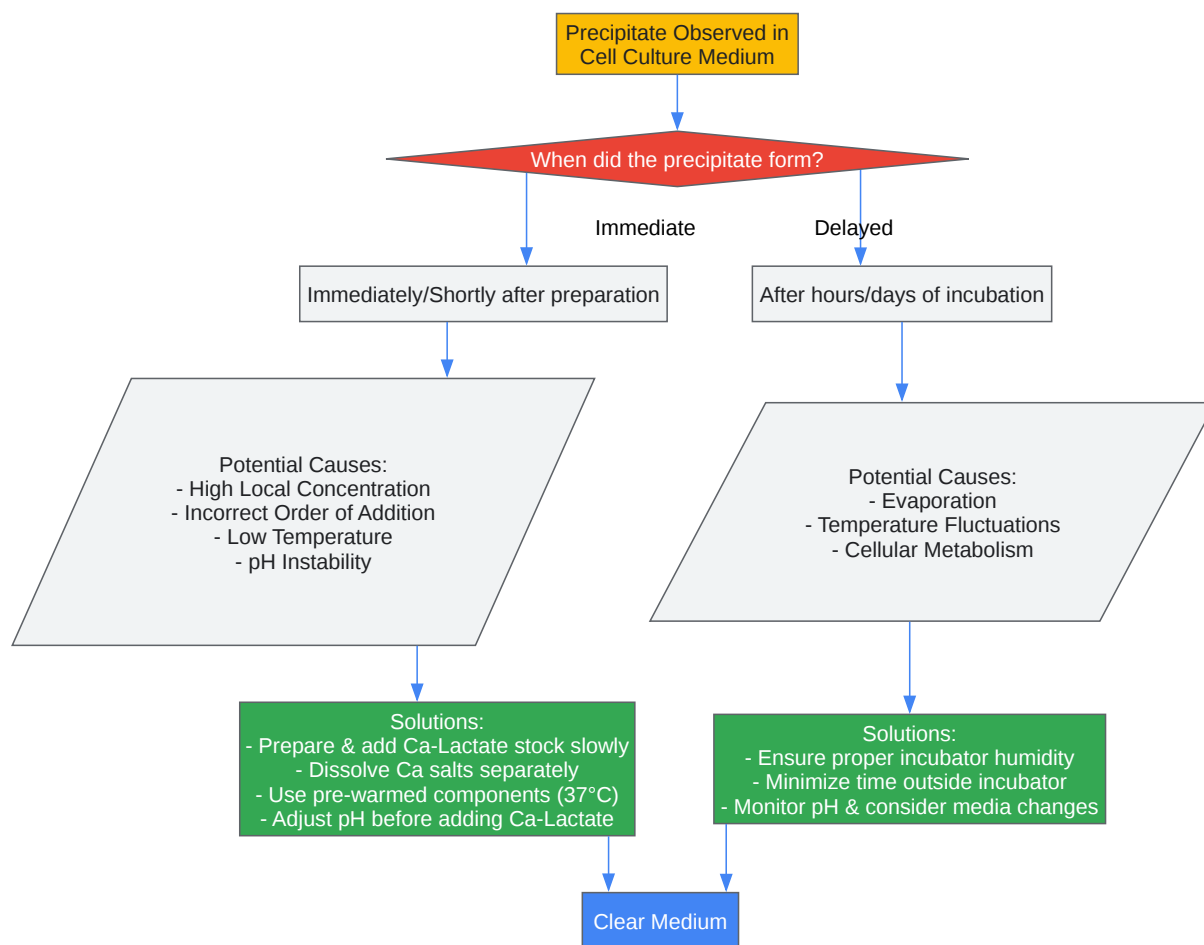 Precipitate Observed in
Cell Culture Medium
When did the precipitate form?
Immediate
Delayed
Immediately/Shortly after preparation
After hours/days of incubation
Potential Causes:
- High Local Concentration
- Incorrect Order of Addition
- Low Temperature
- pH Instability
Potential Causes:
- Evaporation
- Temperature Fluctuations
- Cellular Metabolism
Solutions:
- Prepare & add Ca-Lactate stock slowly
- Dissolve Ca salts separately
- Use pre-warmed components (37°C)
- Adjust pH before adding Ca-Lactate
Solutions:
- Ensure proper incubator humidity
- Minimize time outside incubator
- Monitor pH & consider media changes
Clear Medium